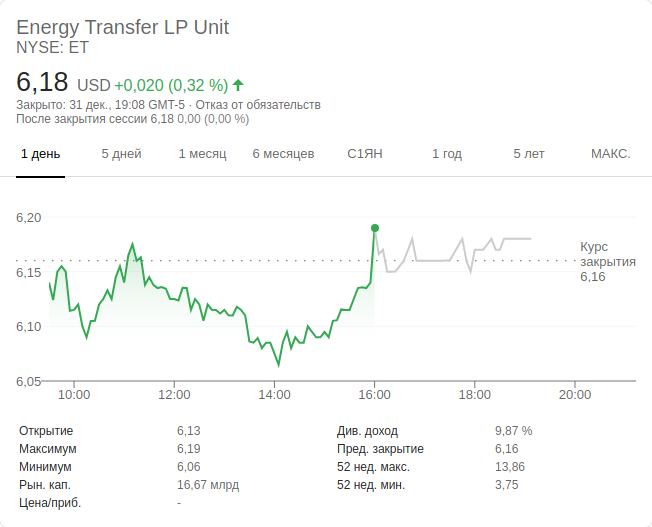 Energy Transfer LP Unit
NYSE: ET
6,18 USD +0,020 (0,32 %)
Закрыто: 31 дек., 19:08 GMT-5 · Отказ от обязательств
После закрытия сессии 6,18 0,00 (0,00 %)
1 день 5 дней 1 месяц 6 месяцев С1ЯН 1 год 5 лет МАКС.
6,20
Курс
закрытия
6,16
6,15
6,10
6,05
10:00 12:00 14:00 16:00 18:00 20:00
Открытие 6,13 Див. доход 9,87 %
Максимум 6,19 Пред. закрытие 6,16
Минимум 6,06 52 нед. макс. 13,86
Рын. кап. 16,67 млрд 52 нед. мин. 3,75
Цена/приб. -